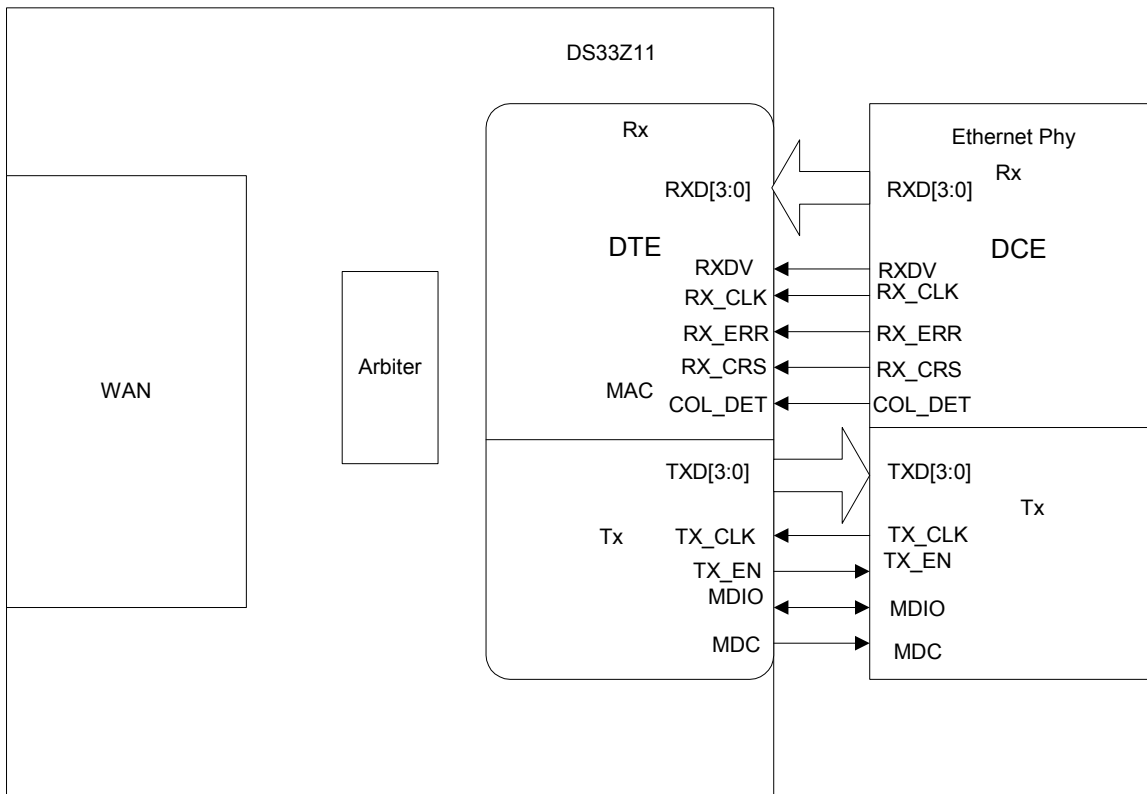 DS33Z11
WAN
Arbiter
Rx
RXD[3:0]
DTE
RXDV
RX_CLK
RX_ERR
RX_CRS
MAC
COL_DET
TXD[3:0]
Tx
TX_CLK
TX_EN
MDIO
MDC
Ethernet Phy
Rx
RXD[3:0]
DCE
RXDV
RX_CLK
RX_ERR
RX_CRS
COL_DET
TXD[3:0]
Tx
TX_CLK
TX_EN
MDIO
MDC